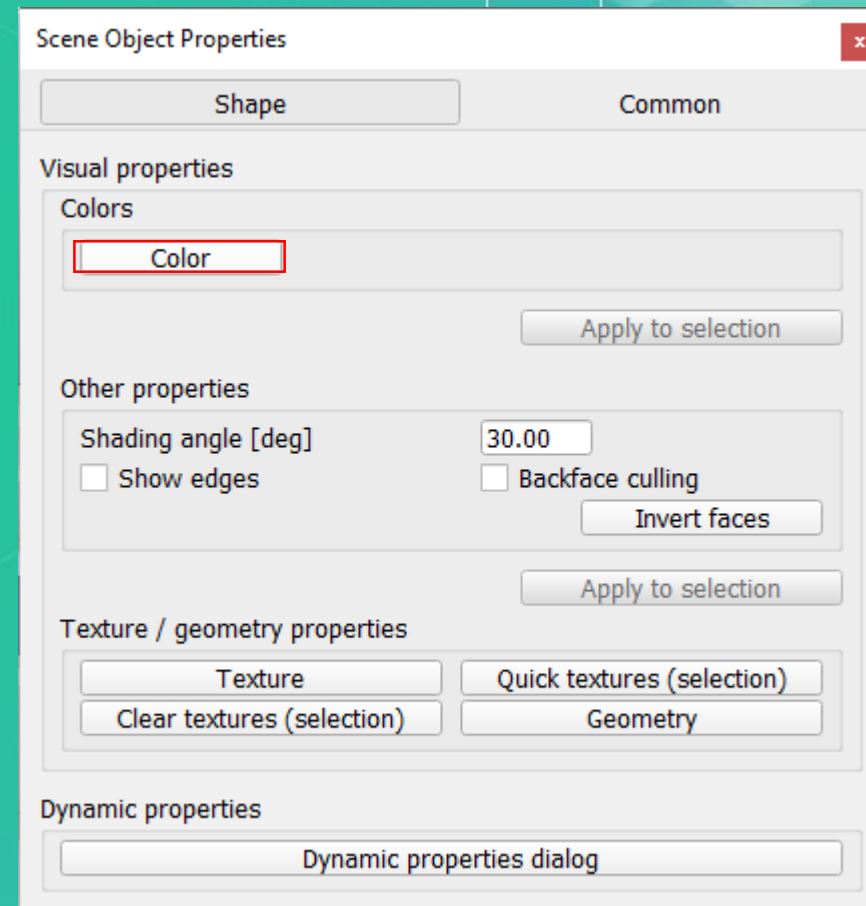 Scene Object Properties
x
Shape Common
Visual properties
Colors
Color
Apply to selection
Other properties
Shading angle [deg] 30.00
Show edges Backface culling
Invert faces
Apply to selection
Texture / geometry properties
Texture Quick textures (selection)
Clear textures (selection) Geometry
Dynamic properties
Dynamic properties dialog